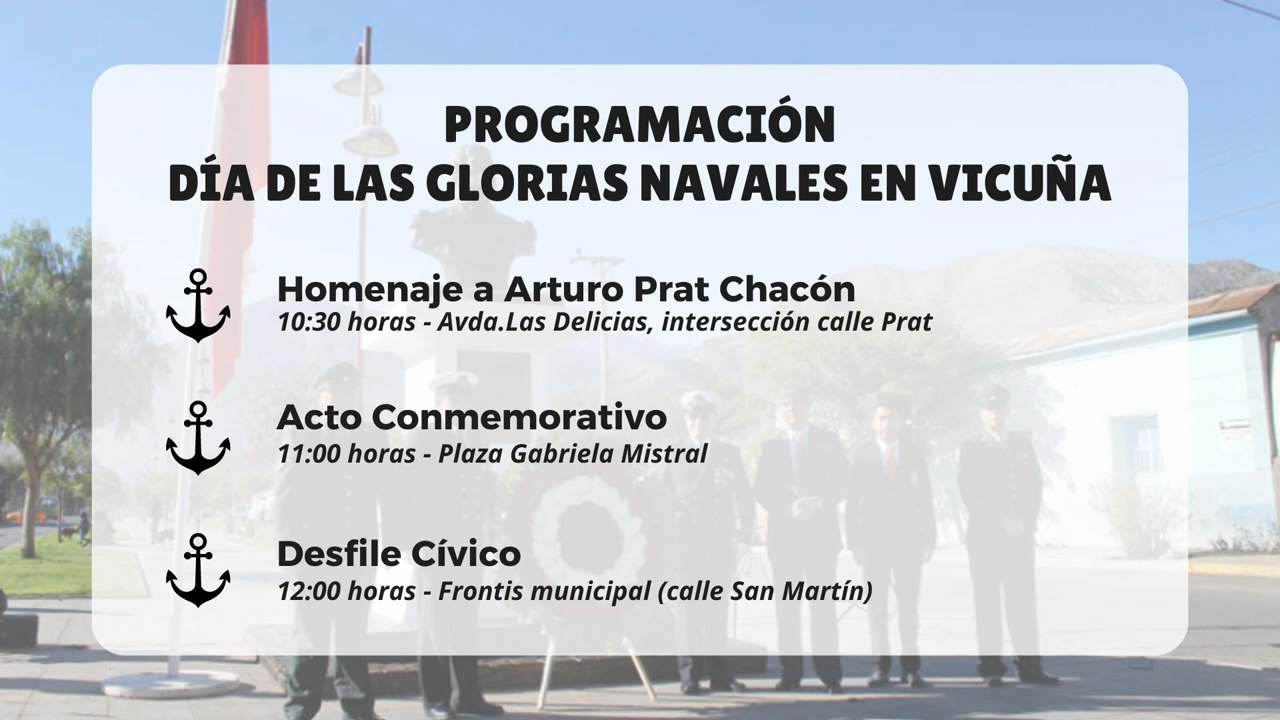 PROGRAMACIÓN
DÍA DE LAS GLORIAS NAVALES EN VICUÑA
Homenaje a Arturo Prat Chacón
10:30 horas - Avda.Las Delicias, intersección calle Prat
Acto Conmemorativo
11:00 horas - Plaza Gabriela Mistral
Desfile Cívico
12:00 horas - Frontis municipal (calle San Martín)